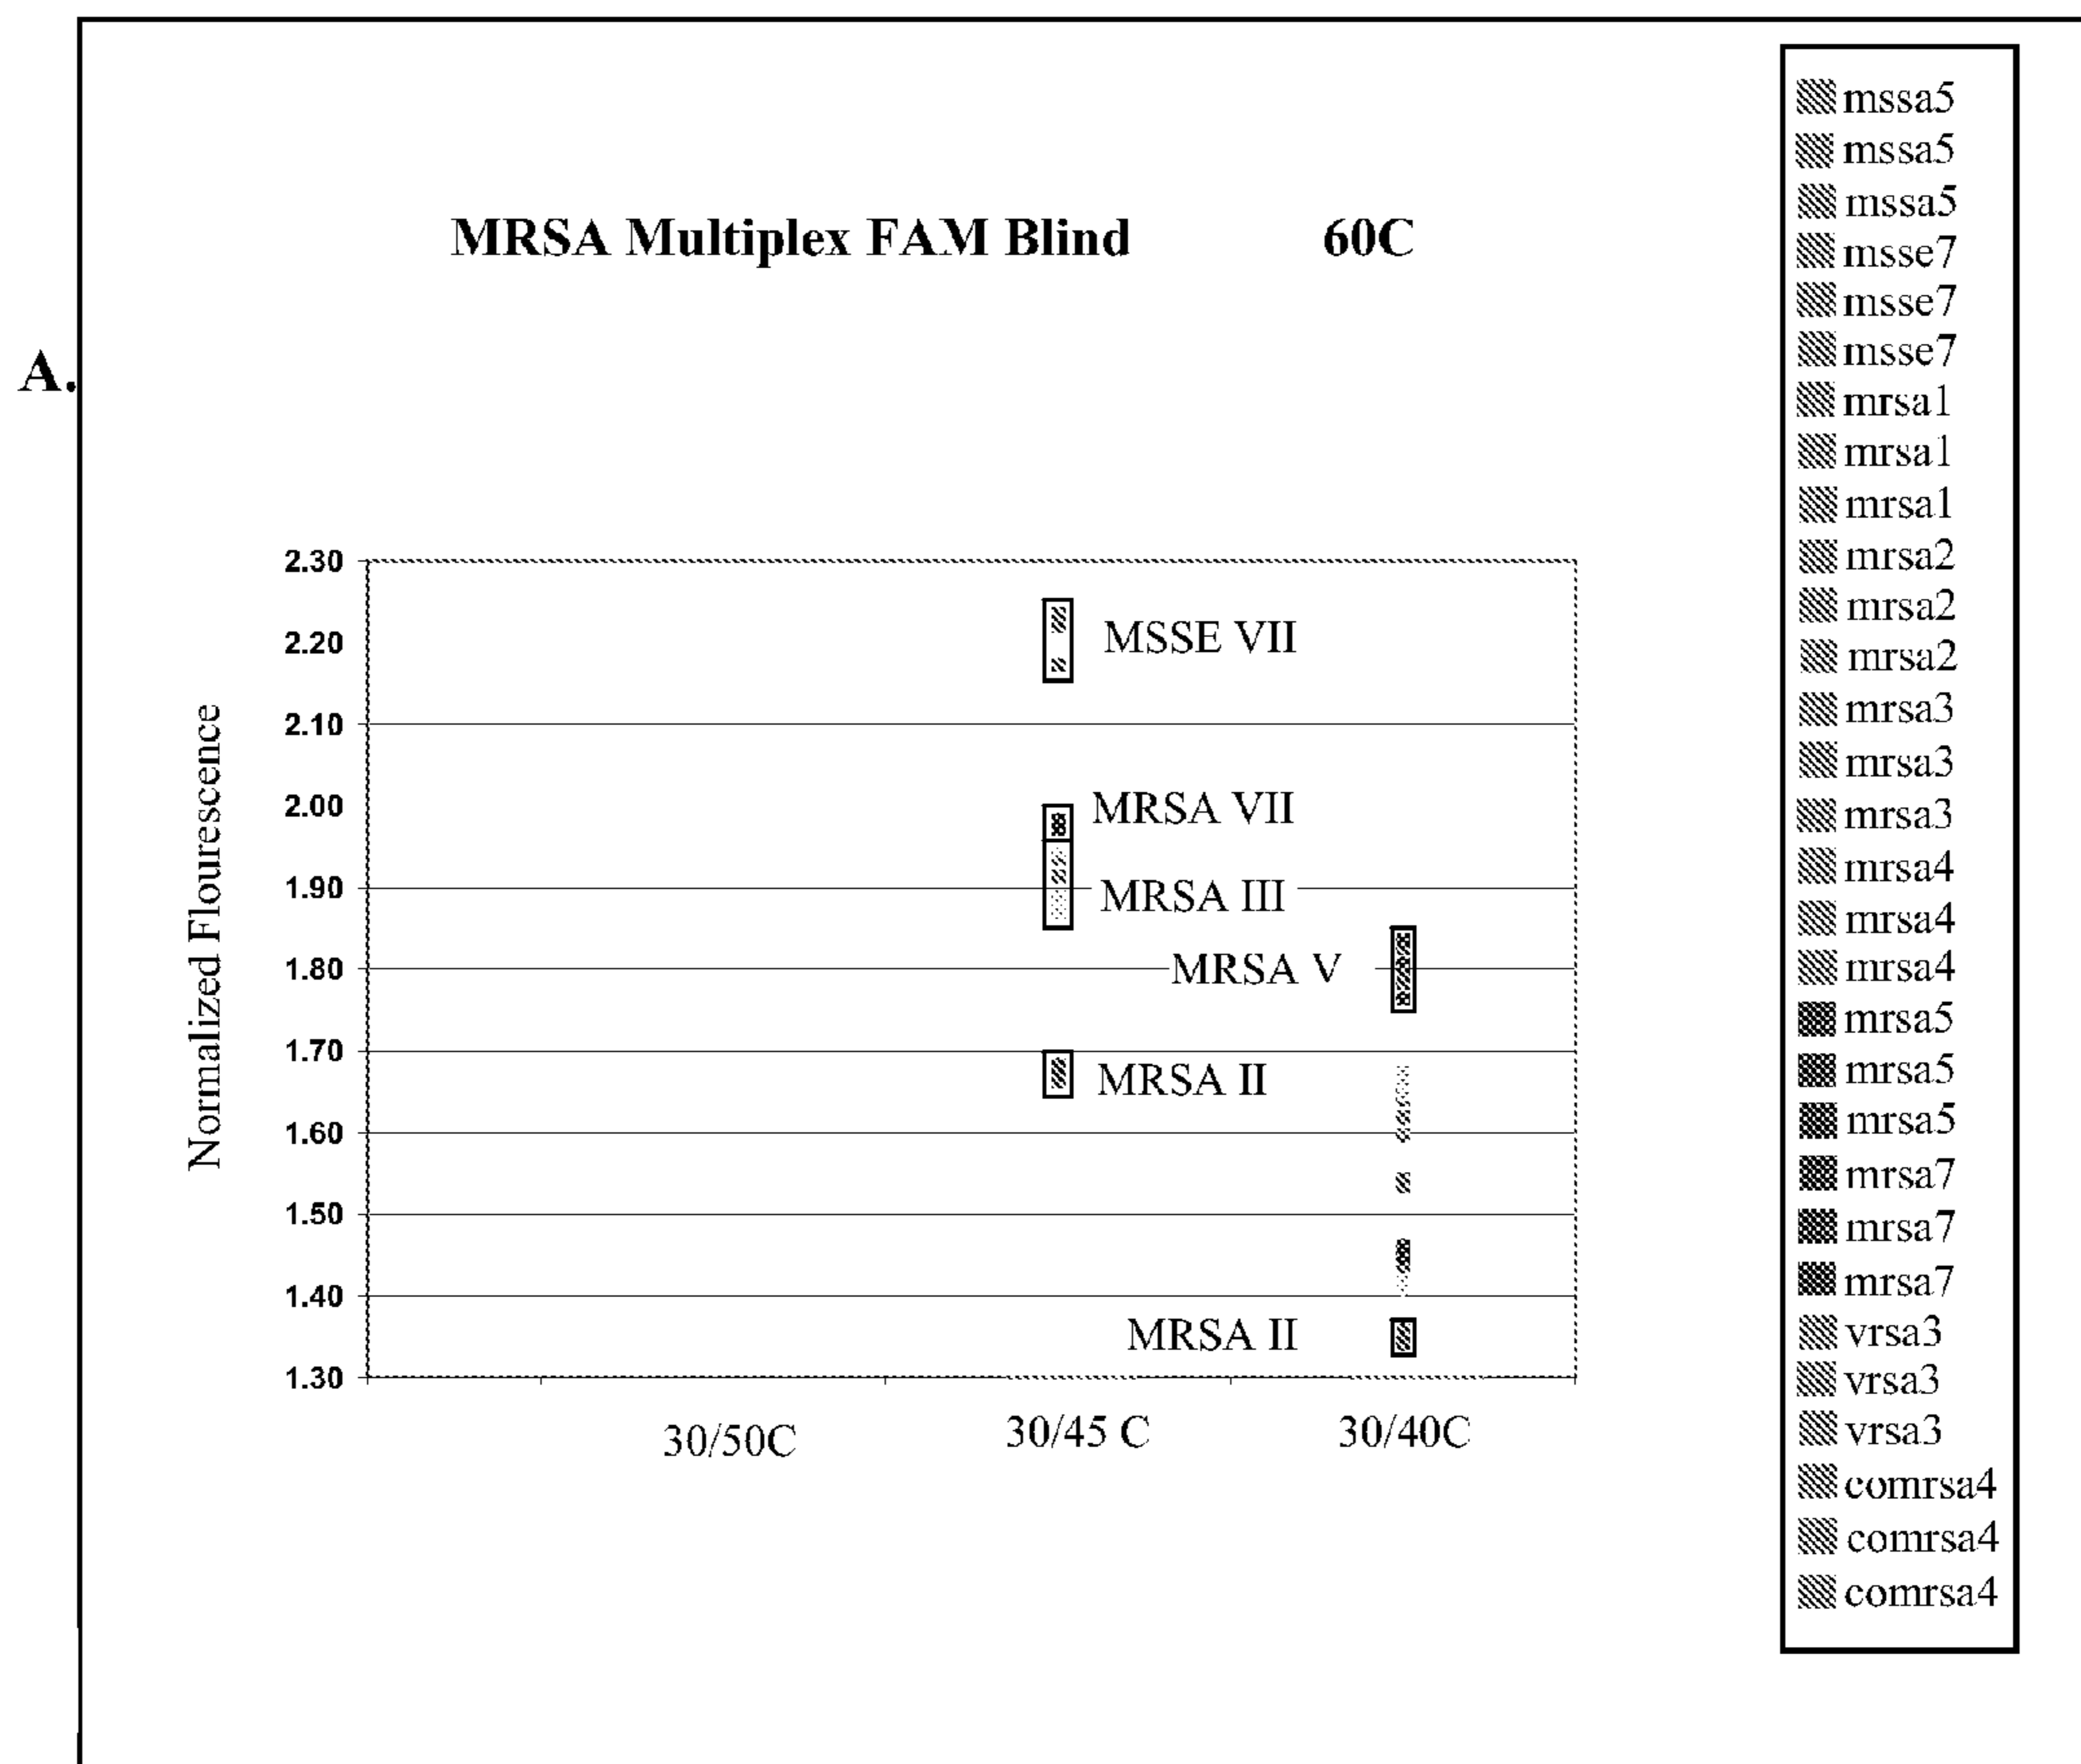 MRSA Multiplex FAM Blind 60C
A.
Normalized Flourescence
2.30
2.20
2.10
2.00
1.90
1.80
1.70
1.60
1.50
1.40
1.30
MSSE VII
MRSA VII
MRSA III
MRSA V
MRSA II
MRSA II
30/50C 30/45 C 30/40C
mssa5
mssa5
mssa5
msse7
msse7
msse7
mrsa1
mrsa1
mrsa1
mrsa2
mrsa2
mrsa2
mrsa3
mrsa3
mrsa3
mrsa4
mrsa4
mrsa4
mrsa5
mrsa5
mrsa5
mrsa7
mrsa7
mrsa7
vrsa3
vrsa3
vrsa3
comrsa4
comrsa4
comrsa4